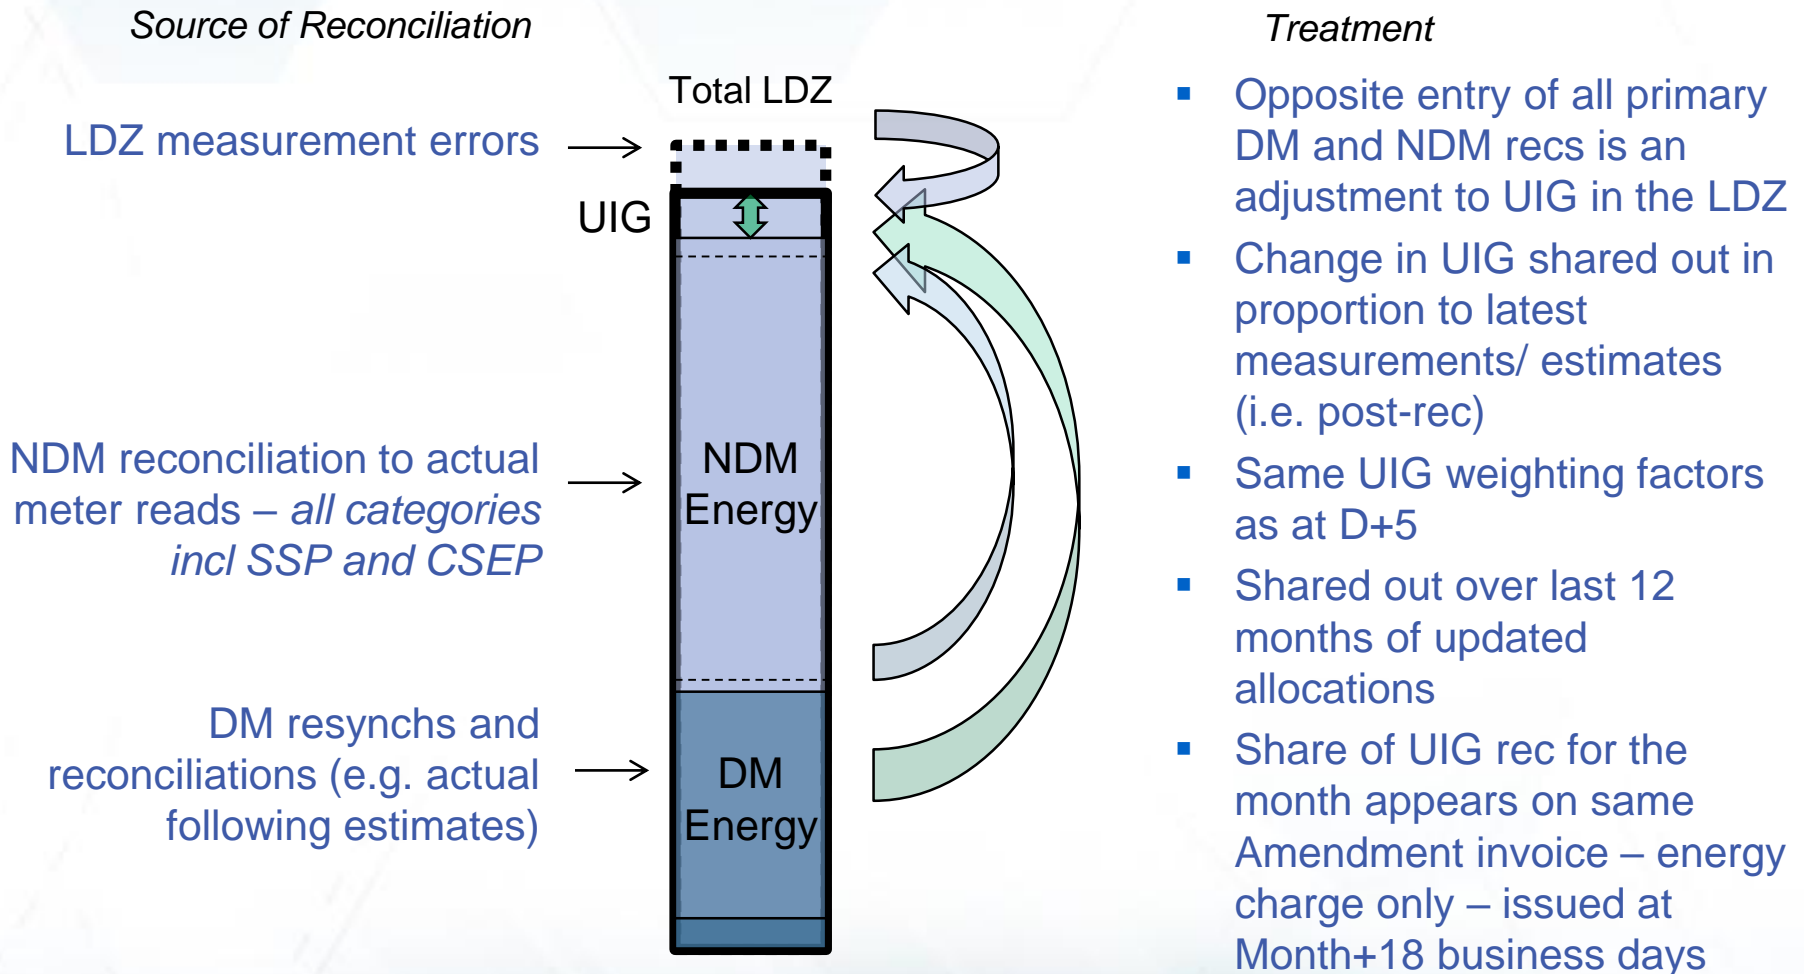 Source of Reconciliation
Treatment
Total LDZ
LDZ measurement errors
UIG
NDM reconciliation to actual
meter reads – all categories
incl SSP and CSEP
NDM
Energy
DM resynchs and
reconciliations (e.g. actual
following estimates)
DM
Energy
▪ Opposite entry of all primary
DM and NDM recs is an
adjustment to UIG in the LDZ
▪ Change in UIG shared out in
proportion to latest
measurements/ estimates
(i.e. post-rec)
▪ Same UIG weighting factors
as at D+5
▪ Shared out over last 12
months of updated
allocations
▪ Share of UIG rec for the
month appears on same
Amendment invoice – energy
charge only – issued at
Month+18 business days